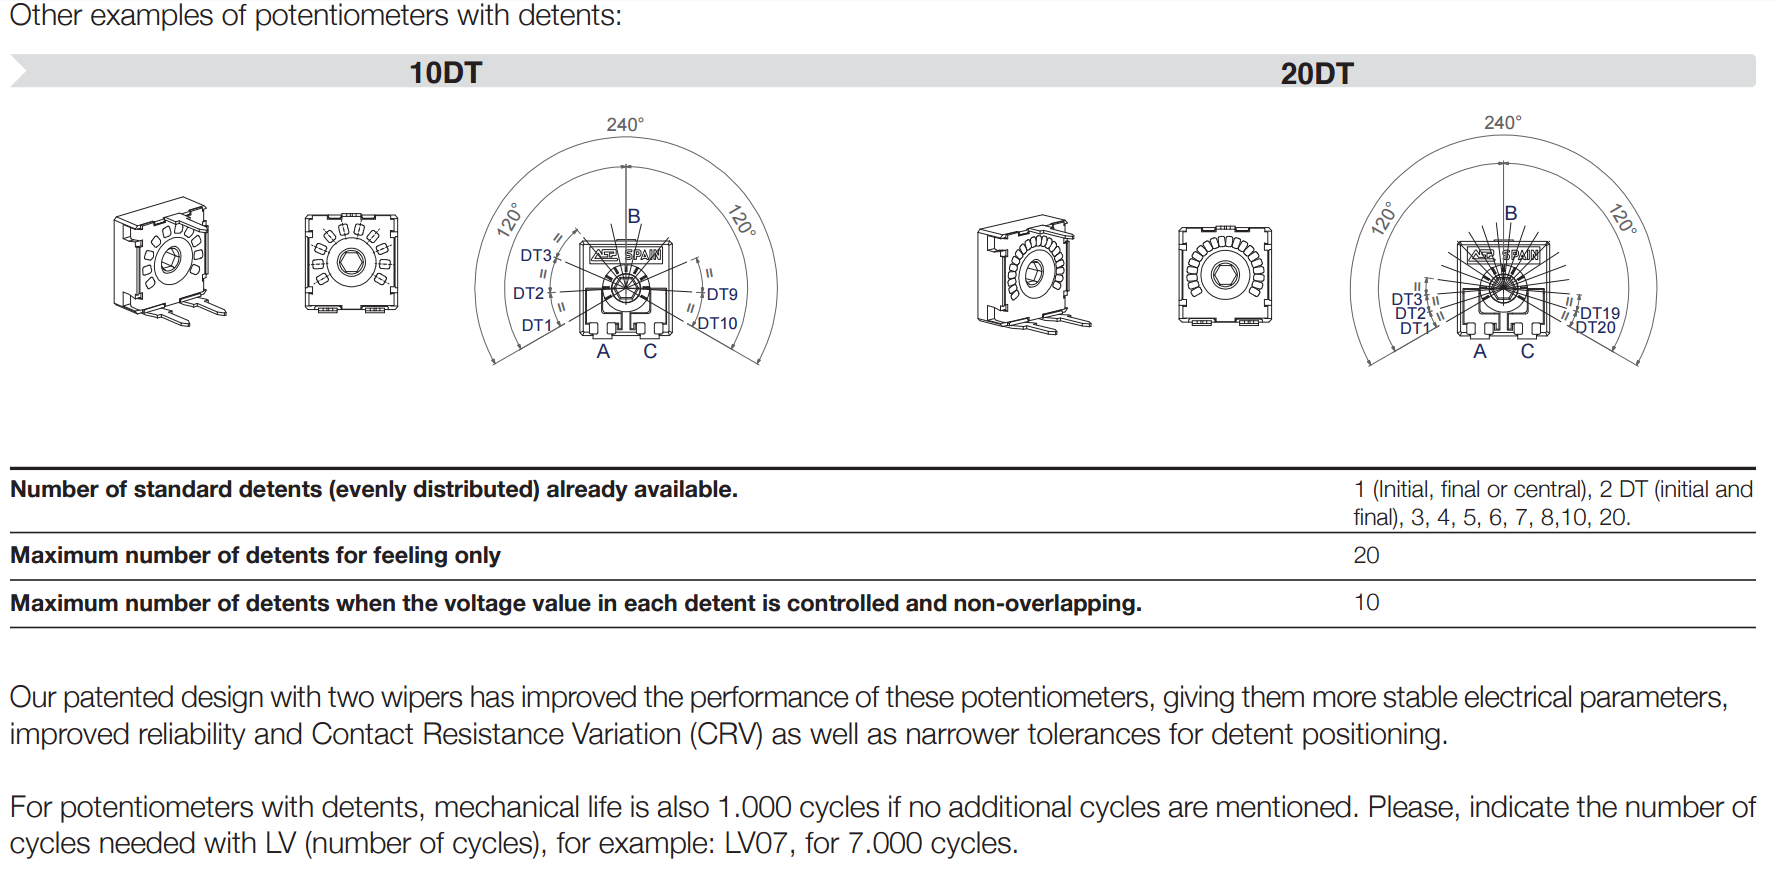 Other examples of potentiometers with detents:
10DT
20DT
240°
120°
120°
B
ACP SPAIN
DT3
DT2
DT1
DT9
DT10
A
C
240°
120°
120°
B
ACP SPAIN
DT3
DT2
DT1
DT19
DT20
A
C
Number of standard detents (evenly distributed) already available.
1 (Initial, final or central), 2 DT (initial and
final), 3, 4, 5, 6, 7, 8,10, 20.
Maximum number of detents for feeling only
20
Maximum number of detents when the voltage value in each detent is controlled and non-overlapping.
10
Our patented design with two wipers has improved the performance of these potentiometers, giving them more stable electrical parameters,
improved reliability and Contact Resistance Variation (CRV) as well as narrower tolerances for detent positioning.
For potentiometers with detents, mechanical life is also 1.000 cycles if no additional cycles are mentioned. Please, indicate the number of
cycles needed with LV (number of cycles), for example: LV07, for 7.000 cycles.